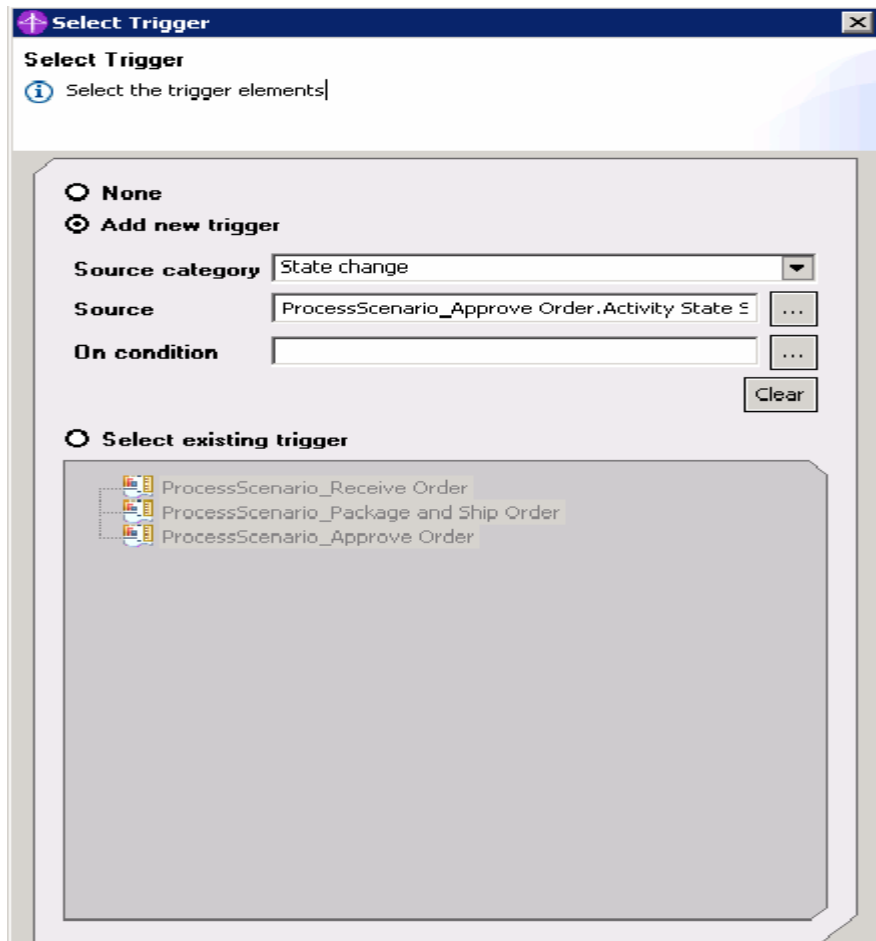 Select Trigger
Select Trigger
Select the trigger elements
None
Add new trigger
Source category State change
Source ProcessScenario_Approve Order.Activity State S ...
On condition ...
Clear
Select existing trigger
ProcessScenario_Receive Order
ProcessScenario_Package and Ship Order
ProcessScenario_Approve Order